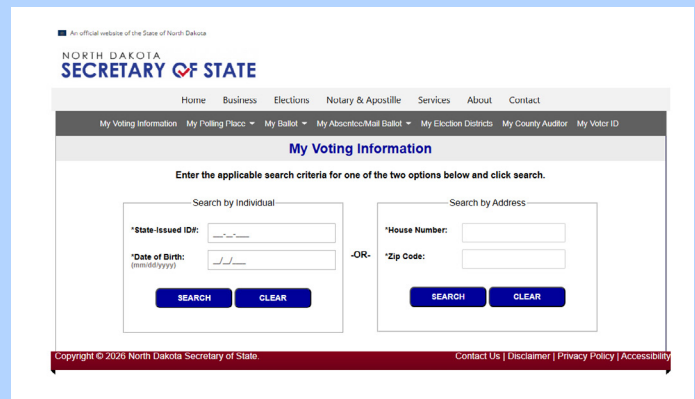 An official website of the State of North Dakota
NORTH DAKOTA
SECRETARY OF STATE
Home Business Elections Notary & Apostille Services About Contact
My Voting Information My Polling Place My Ballot My Absentee/Mail Ballot My Election Districts My County Auditor My Voter ID
My Voting Information
Enter the applicable search criteria for one of the two options below and click search.
Search by Individual
*State-Issued ID#:
__-_-___
*Date of Birth:
(mm/dd/yyyy)
_/_/___
SEARCH CLEAR
-OR-
Search by Address
*House Number:
*Zip Code:
SEARCH CLEAR
Copyright © 2026 North Dakota Secretary of State.
Contact Us | Disclaimer | Privacy Policy | Accessibility